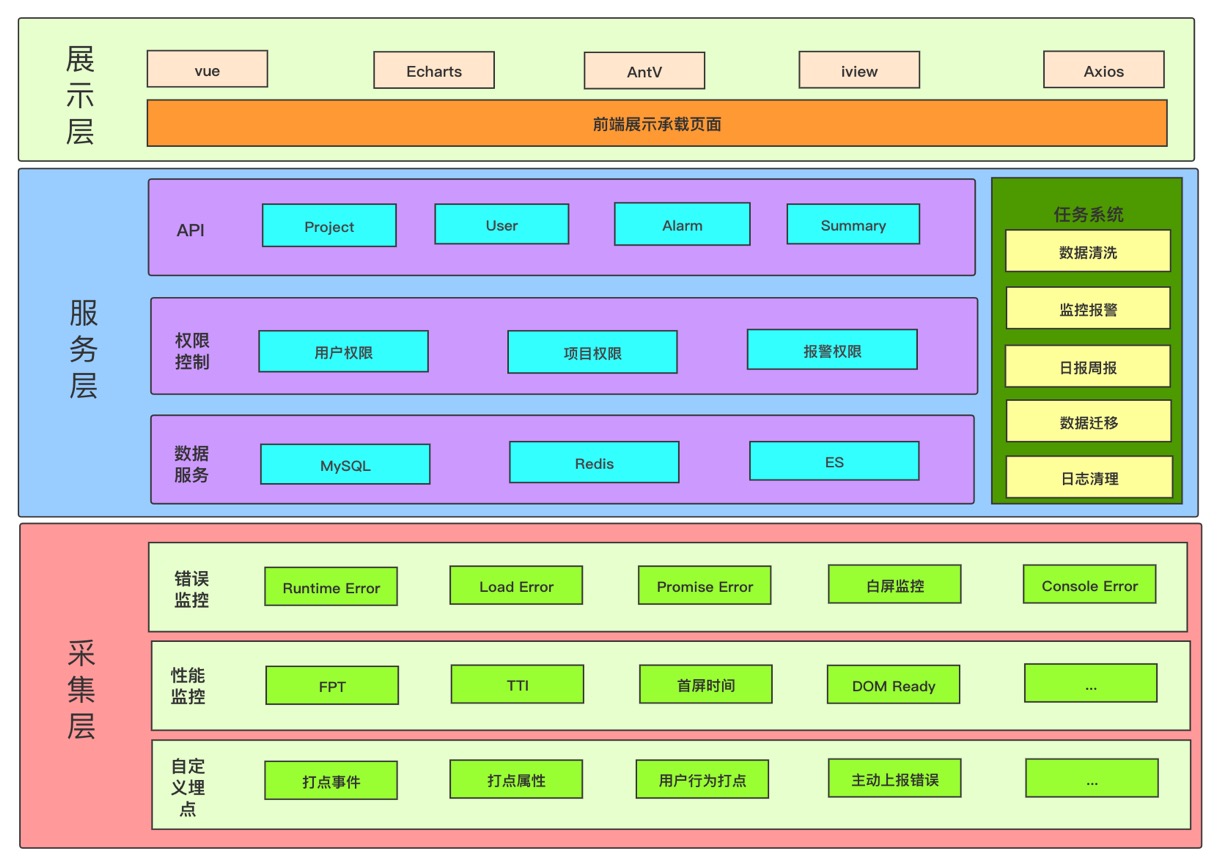 展
示
层
vue
Echarts
AntV
iview
Axios
前端展示承载页面
服
务
层
API
Project
User
Alarm
Summary
权限
控制
用户权限
项目权限
报警权限
数据
服务
MySQL
Redis
ES
任务系统
数据清洗
监控报警
日报周报
数据迁移
日志清理
采
集
层
错误
监控
Runtime Error
Load Error
Promise Error
白屏监控
Console Error
性能
监控
FPT
TTI
首屏时间
DOM Ready
...
自定
义埋
点
打点事件
打点属性
用户行为打点
主动上报错误
...